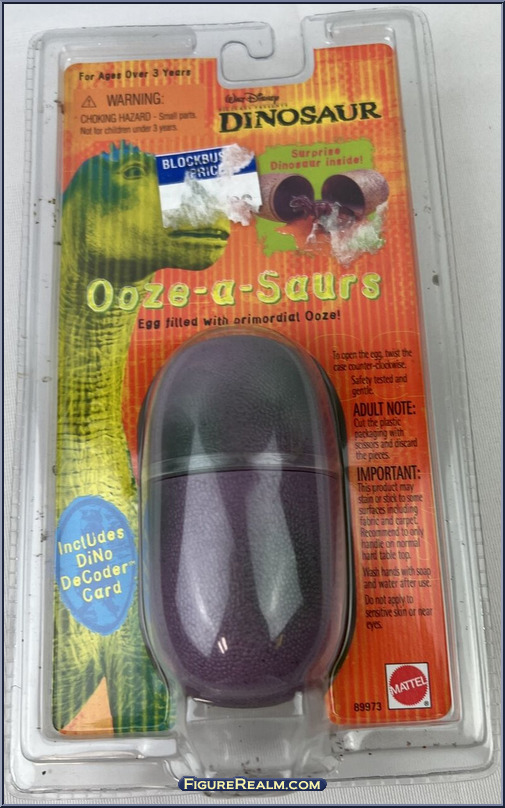 For Ages Over 3 Years
⚠ WARNING:
CHOKING HAZARD - Small parts.
Not for children under 3 years.
Walt Disney
PICTURES PRESENTS
DINOSAUR
BLOCKBUS
PRICE
Surprise
Dinosaur inside!
Ooze-a-Saurs
Egg filled with primordial Ooze!
To open the egg, twist the
case counter-clockwise.
Safety tested and
gentle.
ADULT NOTE:
Cut the plastic
packaging with
scissors and discard
the pieces.
IMPORTANT:
This product may
stain or stick to some
surfaces including
fabric and carpet.
Recommend to only
handle on normal
hard table top.
Wash hands with soap
and water after use.
Do not apply to
sensitive skin or near
eyes.
Includes
DiNo
DeCoder™
Card
MATTEL
®
89973
FigureRealm.com